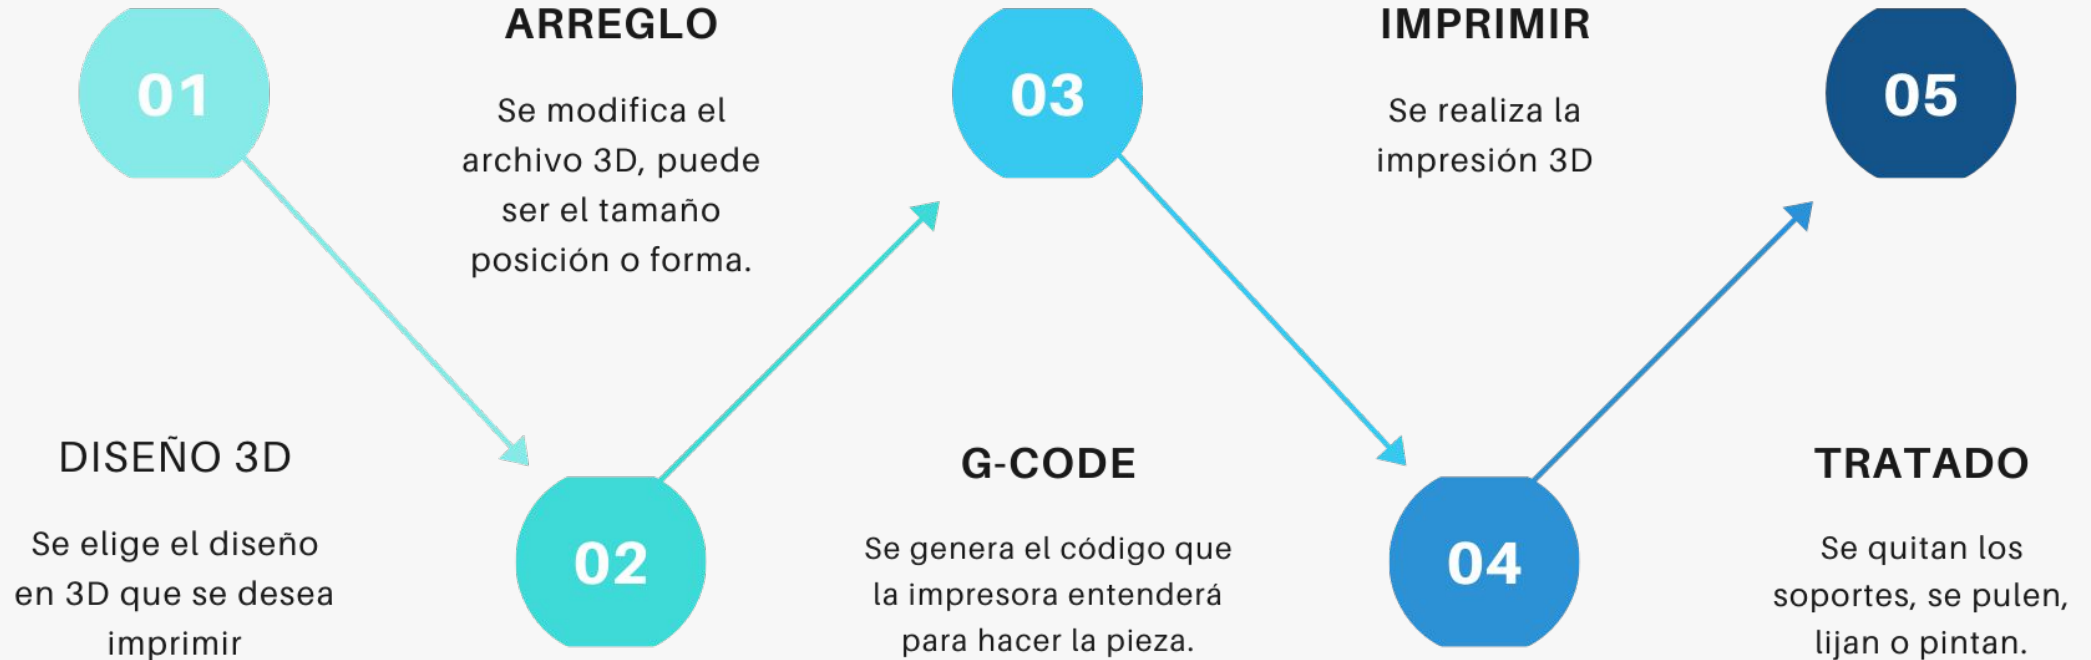 01
DISEÑO 3D
Se elige el diseño
en 3D que se desea
imprimir
ARREGLO
Se modifica el
archivo 3D, puede
ser el tamaño
posición o forma.
02
03
G-CODE
Se genera el código que
la impresora entenderá
para hacer la pieza.
IMPRIMIR
Se realiza la
impresión 3D
04
05
TRATADO
Se quitan los
soportes, se pulen,
lijan o pintan.